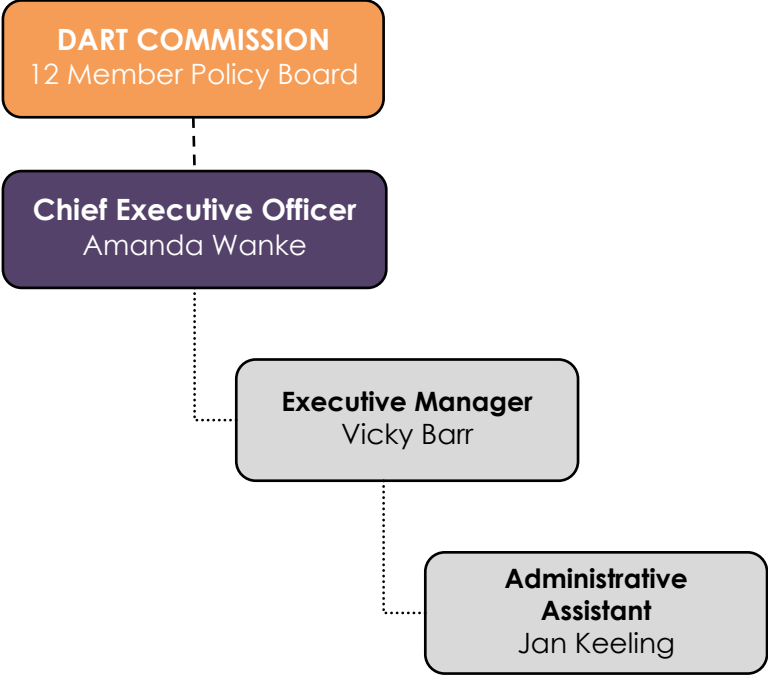 DART COMMISSION
12 Member Policy Board
Chief Executive Officer
Amanda Wanke
Executive Manager
Vicky Barr
Administrative
Assistant
Jan Keeling